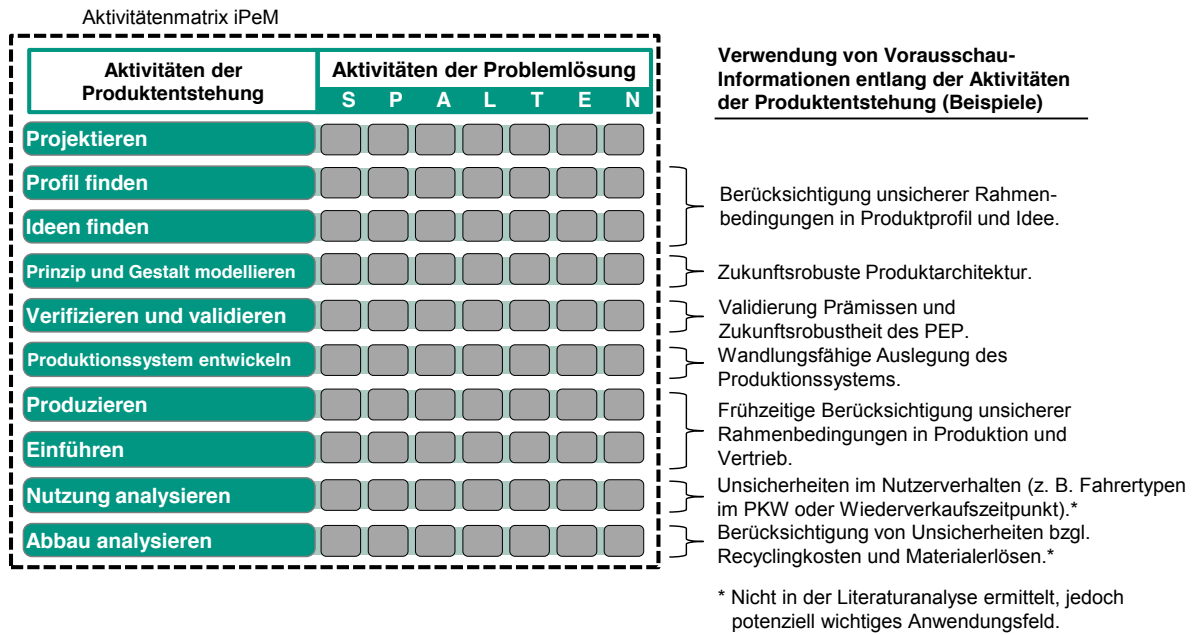 Aktivitätenmatrix iPeM
Aktivitäten der
Produktentstehung
Aktivitäten der Problemlösung
S P A L T E N
Verwendung von Vorausschau-
Informationen entlang der Aktivitäten
der Produktentstehung (Beispiele)
Projektieren
Profil finden
Ideen finden
Berücksichtigung unsicherer Rahmen-
bedingungen in Produktprofil und Idee.
Prinzip und Gestalt modellieren
Zukunftsrobuste Produktarchitektur.
Verifizieren und validieren
Validierung Prämissen und
Zukunftsrobustheit des PEP.
Produktionssystem entwickeln
Wandlungsfähige Auslegung des
Produktionssystems.
Produzieren
Einführen
Frühzeitige Berücksichtigung unsicherer
Rahmenbedingungen in Produktion und
Vertrieb.
Nutzung analysieren
Unsicherheiten im Nutzerverhalten (z. B. Fahrertypen
im PKW oder Wiederverkaufszeitpunkt).*
Abbau analysieren
Berücksichtigung von Unsicherheiten bzgl.
Recyclingkosten und Materialerlösen.*
* Nicht in der Literaturanalyse ermittelt, jedoch
potenziell wichtiges Anwendungsfeld.